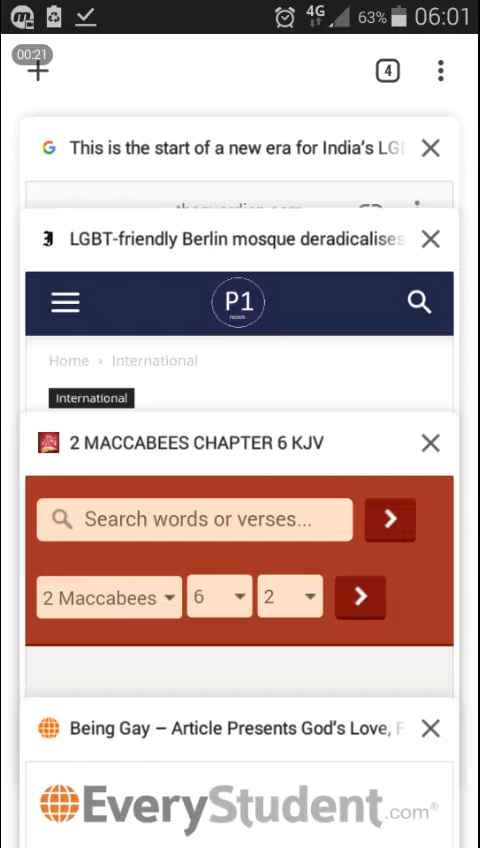 4G
63%
06:01
00:21
4
This is the start of a new era for India's LG
LGBT-friendly Berlin mosque deradicalises
P1
news
Home › International
International
2 MACCABEES CHAPTER 6 KJV
Search words or verses...
2 Maccabees
6
2
Being Gay – Article Presents God's Love, F
EveryStudent.com®